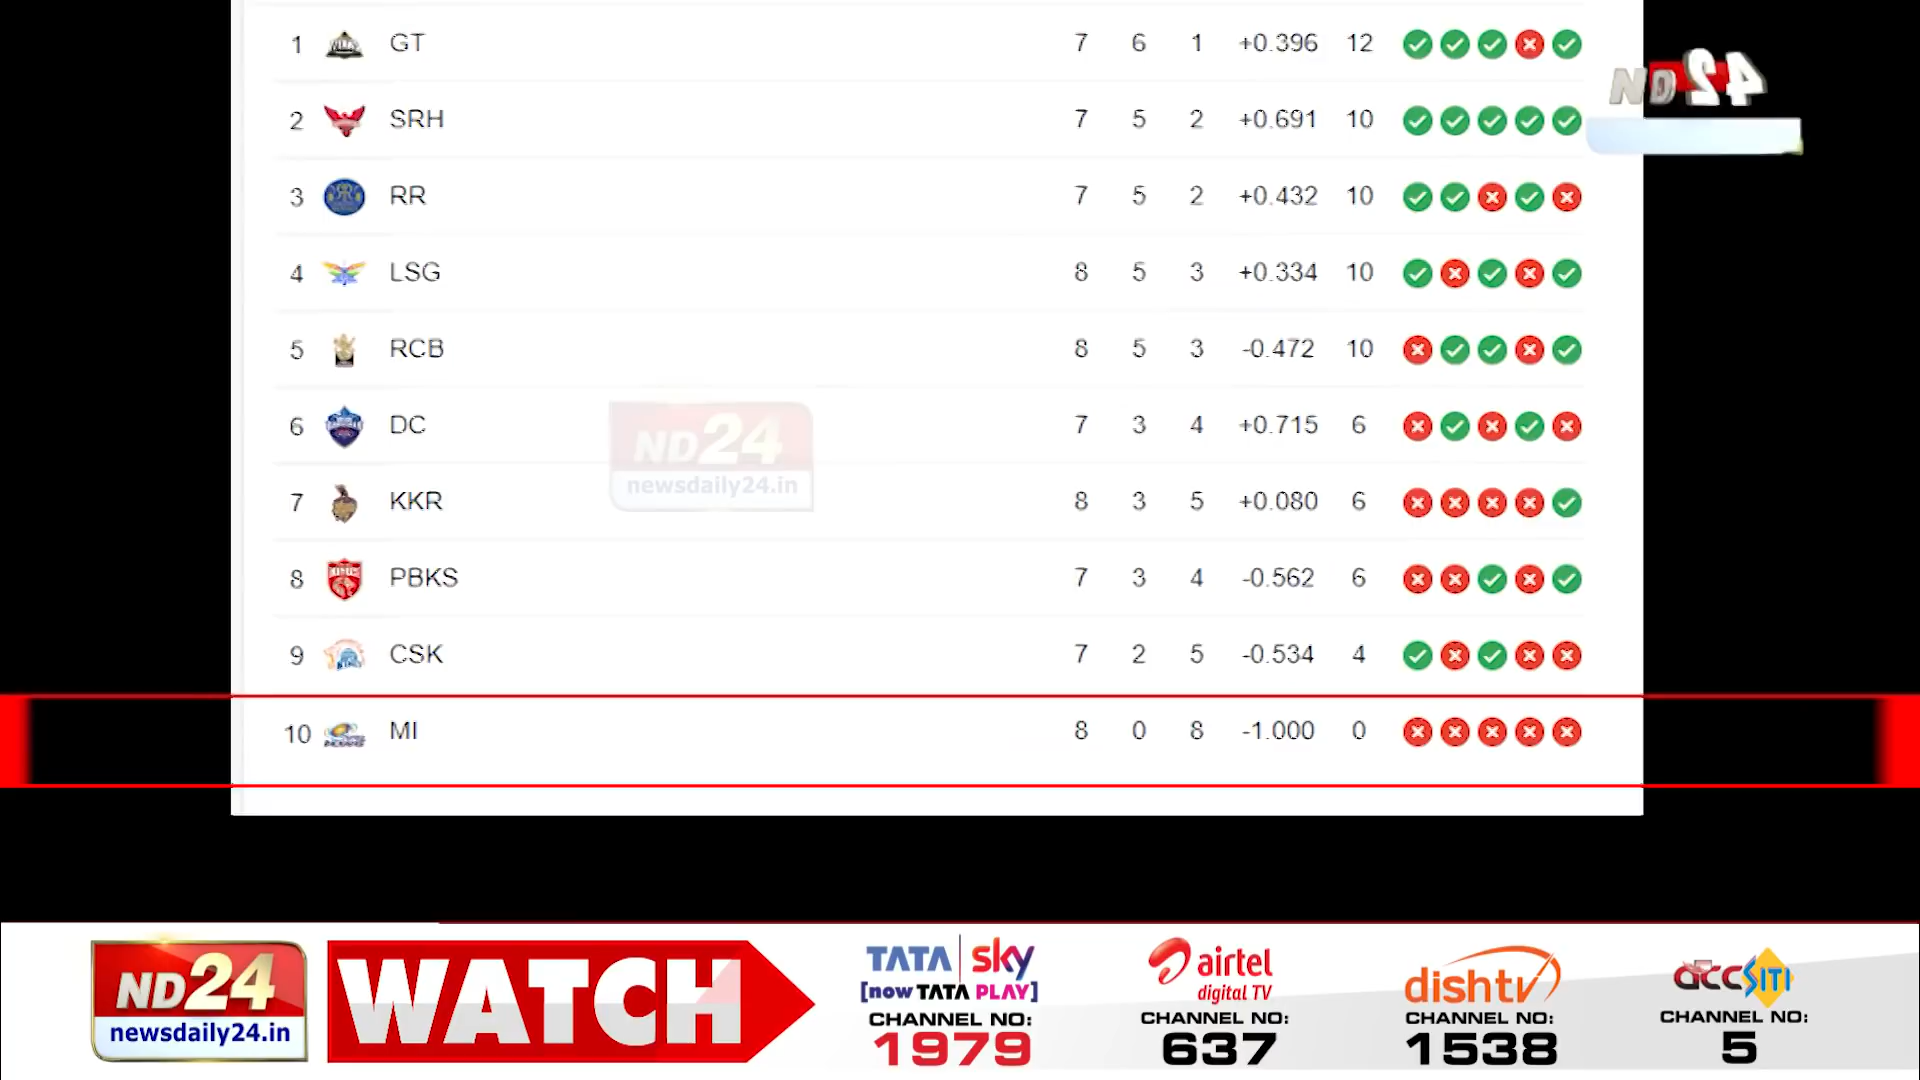 1 GT 7 6 1 +0.396 12
2 SRH 7 5 2 +0.691 10
3 RR 7 5 2 +0.432 10
4 LSG 8 5 3 +0.334 10
5 RCB 8 5 3 -0.472 10
6 DC 7 3 4 +0.715 6
7 KKR 8 3 5 +0.080 6
8 PBKS 7 3 4 -0.562 6
9 CSK 7 2 5 -0.534 4
10 MI 8 0 8 -1.000 0
ND24
ND24
newsdaily24.in
ND24
newsdaily24.in
WATCH
TATA sky
[now TATA PLAY]
CHANNEL NO:
1979
airtel
digital TV
CHANNEL NO:
637
dishtv
CHANNEL NO:
1538
accSITI
CHANNEL NO:
5